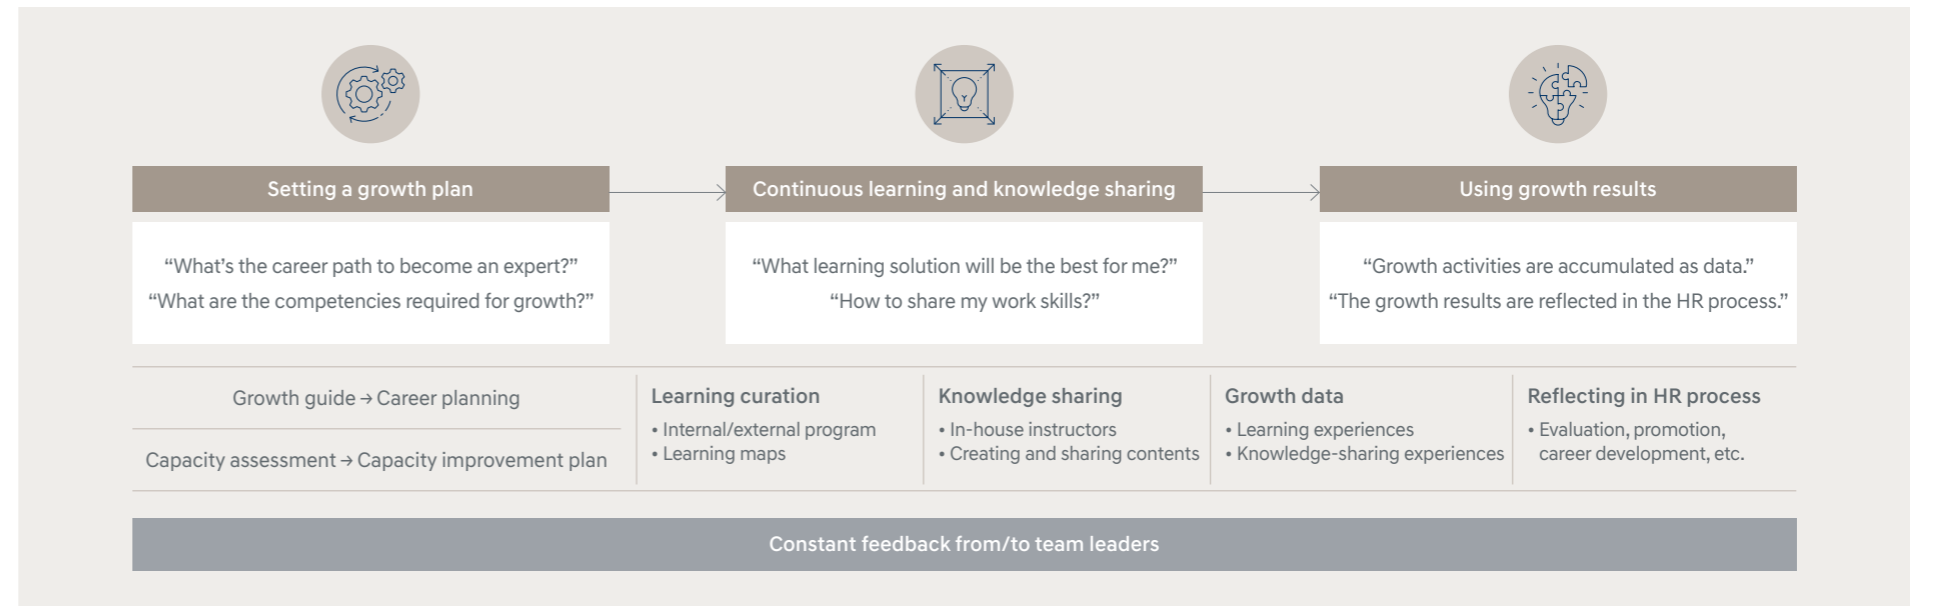 Setting a growth plan
Continuous learning and knowledge sharing
Using growth results
“What’s the career path to become an expert?”
“What are the competencies required for growth?”
“What learning solution will be the best for me?”
“How to share my work skills?”
“Growth activities are accumulated as data.”
“The growth results are reflected in the HR process.”
Growth guide → Career planning
Capacity assessment → Capacity improvement plan
Learning curation
• Internal/external program
• Learning maps
Knowledge sharing
• In-house instructors
• Creating and sharing contents
Growth data
• Learning experiences
• Knowledge-sharing experiences
Reflecting in HR process
• Evaluation, promotion,
career development, etc.
Constant feedback from/to team leaders